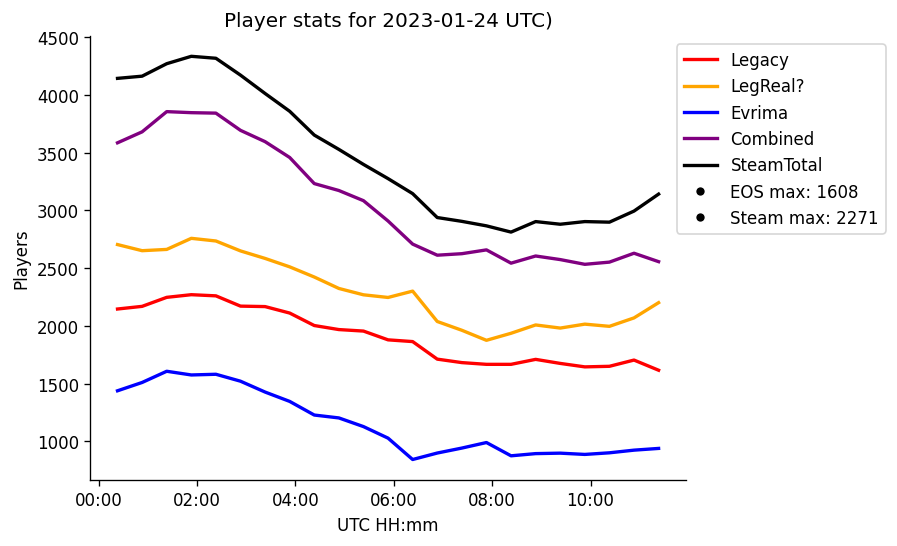 Player stats for 2023-01-24 UTC)
4500
4000
3500
3000
2500
2000
1500
1000
Players
00:00 02:00 04:00 06:00 08:00 10:00
UTC HH:mm
Legacy
LegReal?
Evrima
Combined
SteamTotal
EOS max: 1608
Steam max: 2271